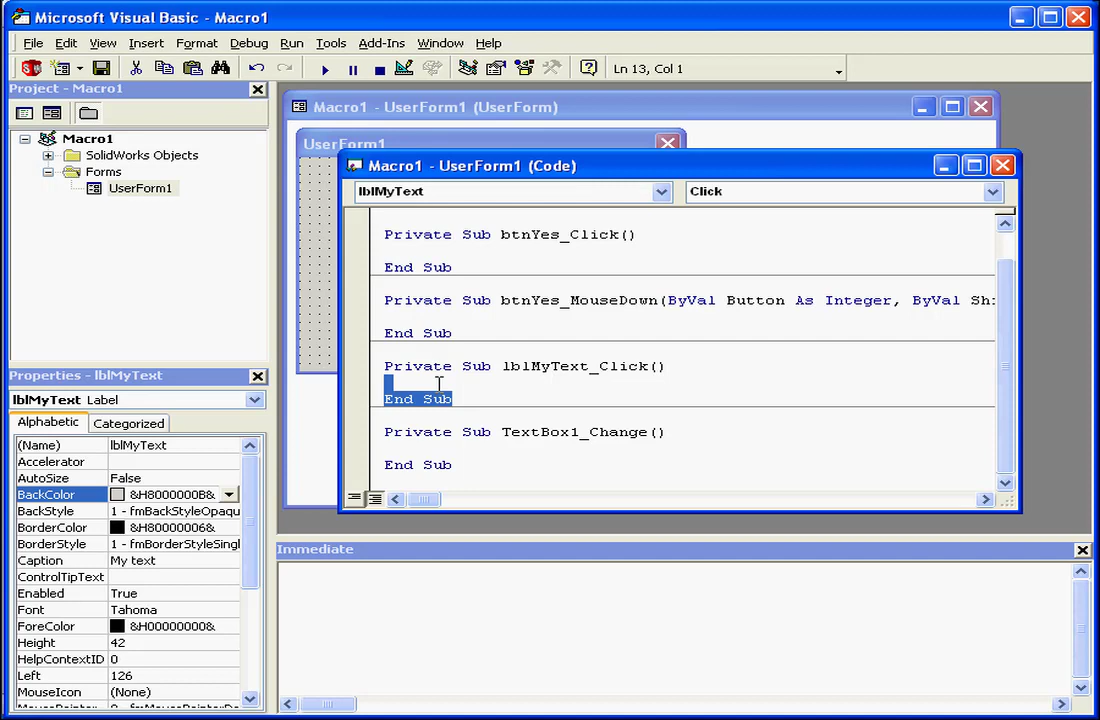 Microsoft Visual Basic - Macro1
File Edit View Insert Format Debug Run Tools Add-Ins Window Help
Ln 13, Col 1
Project - Macro1
Macro1
SolidWorks Objects
Forms
UserForm1
Macro1 - UserForm1 (UserForm)
UserForm1
Macro1 - UserForm1 (Code)
lblMyText Click
Private Sub btnYes_Click()
End Sub
Private Sub btnYes_MouseDown(ByVal Button As Integer, ByVal Shi
End Sub
Private Sub lblMyText_Click()
End Sub
Private Sub TextBox1_Change()
End Sub
Properties - lblMyText
lblMyText Label
Alphabetic Categorized
(Name) lblMyText
Accelerator
AutoSize False
BackColor &H8000000B&
BackStyle 1 - fmBackStyleOpaqu
BorderColor &H80000006&
BorderStyle 1 - fmBorderStyleSingl
Caption My text
ControlTipText
Enabled True
Font Tahoma
ForeColor &H00000000&
Height 42
HelpContextID 0
Left 126
MouseIcon (None)
Immediate